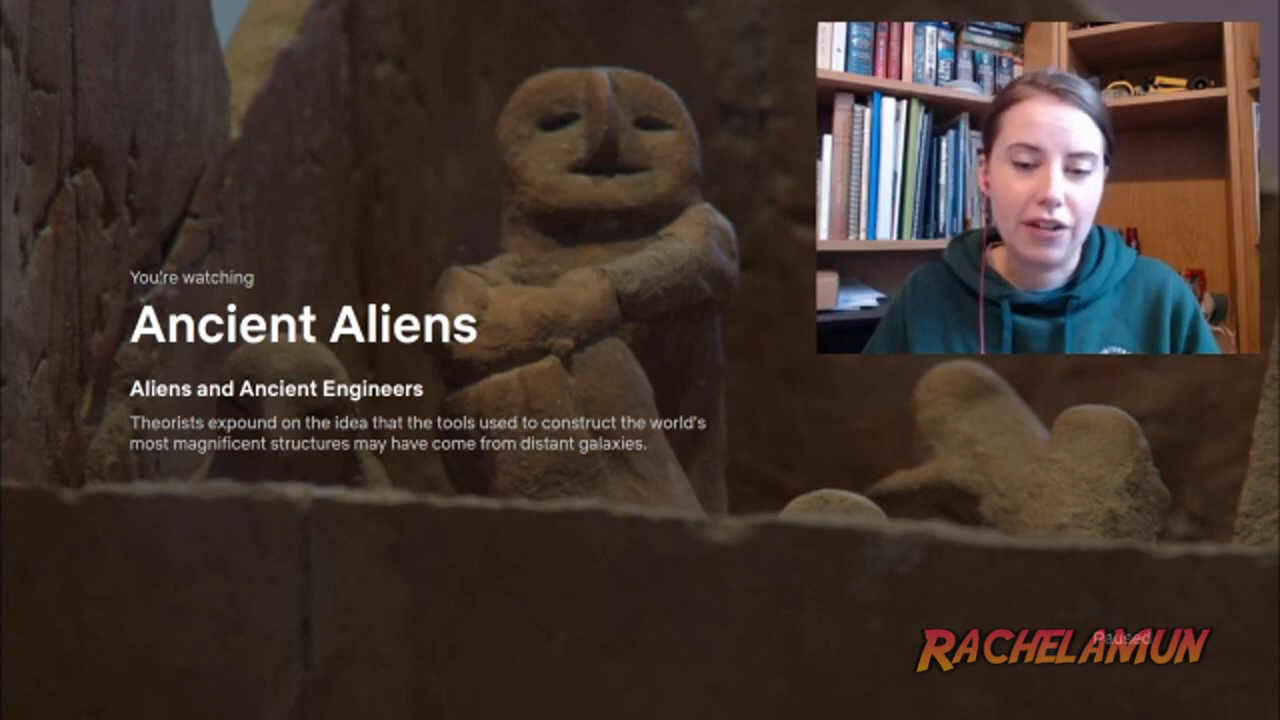 You're watching
Ancient Aliens
Aliens and Ancient Engineers
Theorists expound on the idea that the tools used to construct the world's
most magnificent structures may have come from distant galaxies.
Paused
RACHELAMUN